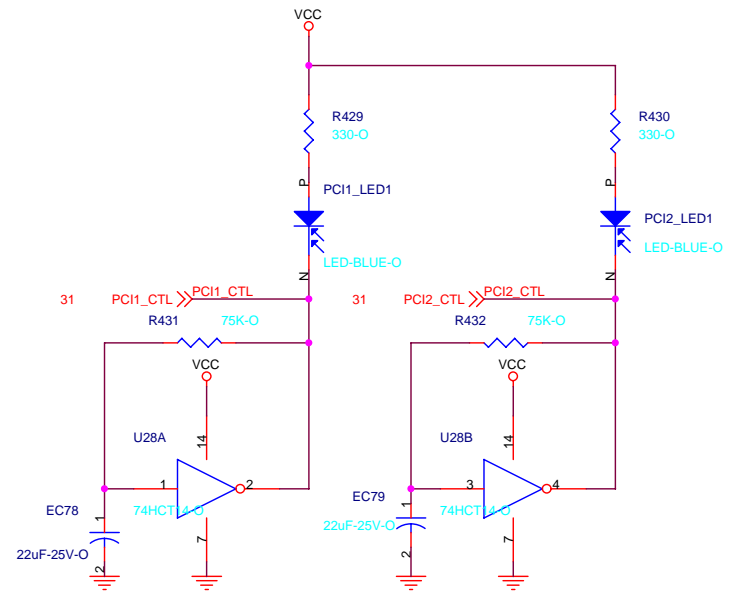 VCC
R429
330-O
R430
330-O
P
PCI1_LED1
P
PCI2_LED1
LED-BLUE-O
LED-BLUE-O
N
N
31
PCI1_CTL
PCI1_CTL
31
PCI2_CTL
PCI2_CTL
R431
75K-O
R432
75K-O
VCC
VCC
U28A
14
U28B
14
1
2
3
4
EC78
1
74HCT14-O
EC79
1
74HCT14-O
22uF-25V-O
22uF-25V-O
2
7
2
7